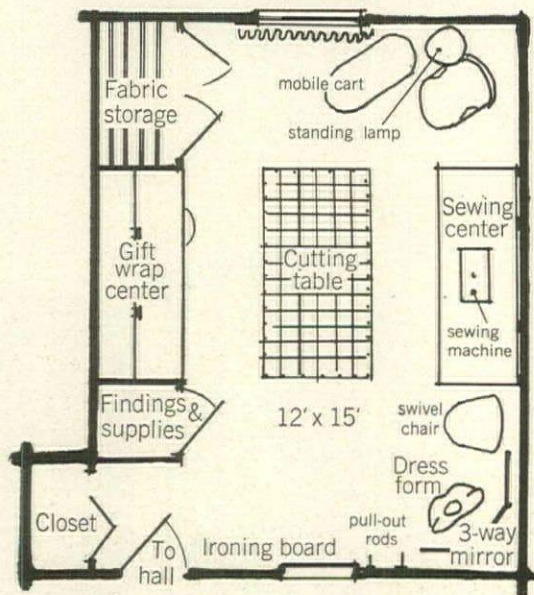 Fabric
storage
mobile cart
standing lamp
Gift
wrap
center
Cutting
table
Sewing
center
sewing
machine
Findings &
supplies
12' x 15'
swivel
chair
Dress
form
Closet
To
hall
Ironing board
pull-out
rods
3-way
mirror